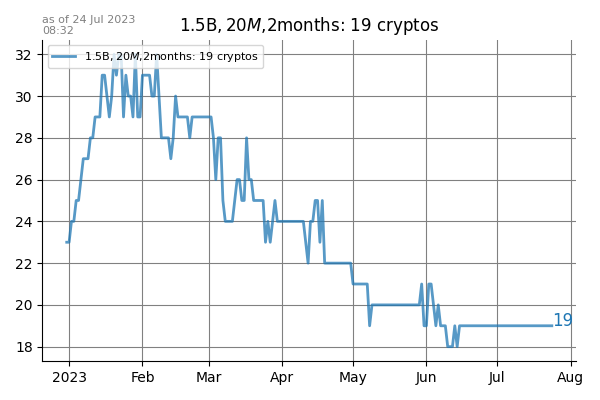 as of 24 Jul 2023
08:32
1.5B, 20M,2months: 19 cryptos
1.5B, 20M,2months: 19 cryptos
32
30
28
26
24
22
20
18
19
2023 Feb Mar Apr May Jun Jul Aug